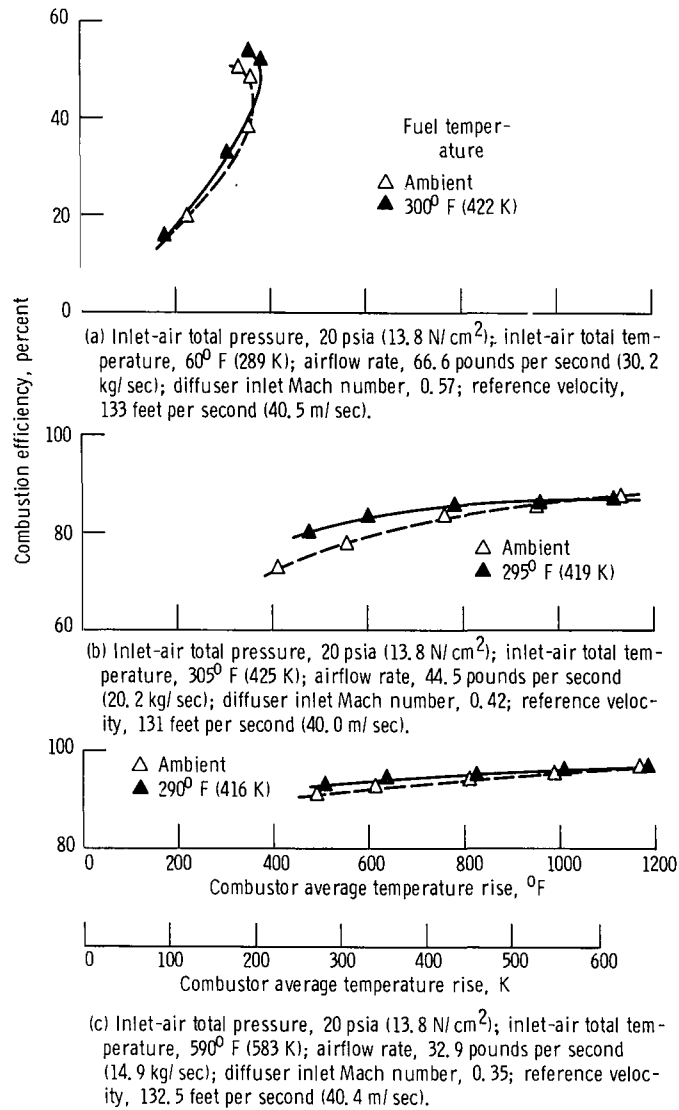 60
40
20
0
Fuel temper-
ature
△ Ambient
▲ 300⁰ F (422 K)
Combustion efficiency, percent
(a) Inlet-air total pressure, 20 psia (13.8 N/cm²); inlet-air total tem-
perature, 60⁰ F (289 K); airflow rate, 66.6 pounds per second (30.2
kg/sec); diffuser inlet Mach number, 0.57; reference velocity,
133 feet per second (40.5 m/sec).
100
80
60
△ Ambient
▲ 295⁰ F (419 K)
(b) Inlet-air total pressure, 20 psia (13.8 N/cm²); inlet-air total tem-
perature, 305⁰ F (425 K); airflow rate, 44.5 pounds per second
(20.2 kg/sec); diffuser inlet Mach number, 0.42; reference veloc-
ity, 131 feet per second (40.0 m/sec).
100
80
△ Ambient
▲ 290⁰ F (416 K)
0 200 400 600 800 1000 1200
Combustor average temperature rise, ⁰F
0 100 200 300 400 500 600
Combustor average temperature rise, K
(c) Inlet-air total pressure, 20 psia (13.8 N/cm²); inlet-air total tem-
perature, 590⁰ F (583 K); airflow rate, 32.9 pounds per second
(14.9 kg/sec); diffuser inlet Mach number, 0.35; reference veloc-
ity, 132.5 feet per second (40.4 m/sec).